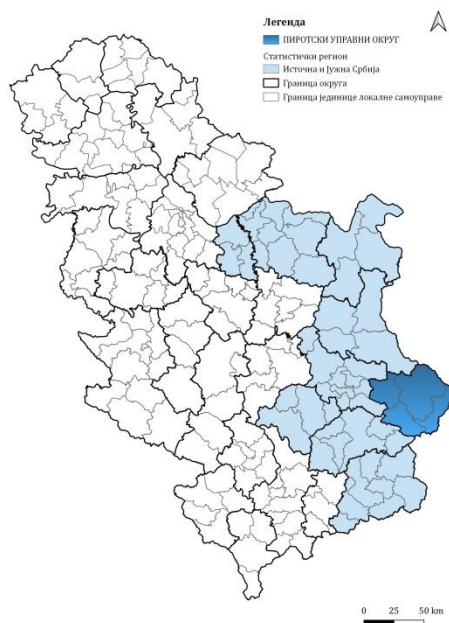 Легенда
ПИРОТСКИ УПРАВНИ ОКРУГ
Статистички регион
Источна и Јужна Србија
Граница округа
Граница јединице локалне самоуправе
0 25 50 km